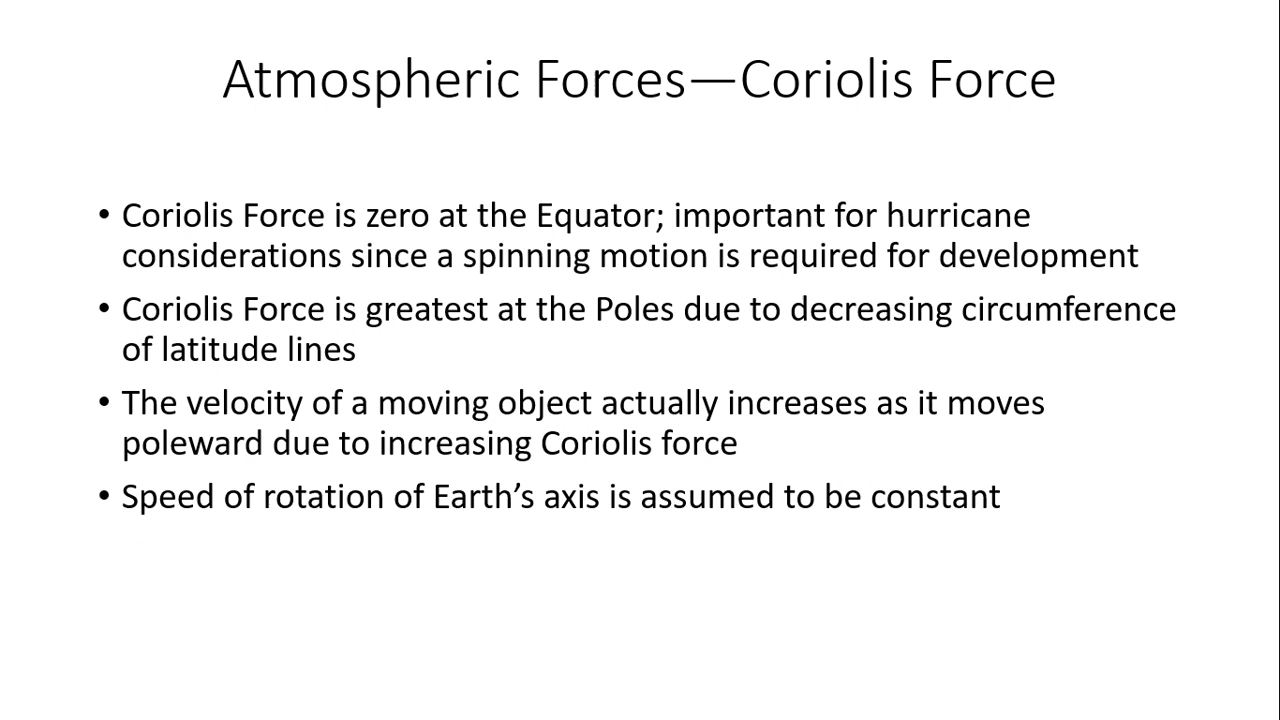 Atmospheric Forces—Coriolis Force
• Coriolis Force is zero at the Equator; important for hurricane
considerations since a spinning motion is required for development
• Coriolis Force is greatest at the Poles due to decreasing circumference
of latitude lines
• The velocity of a moving object actually increases as it moves
poleward due to increasing Coriolis force
• Speed of rotation of Earth’s axis is assumed to be constant